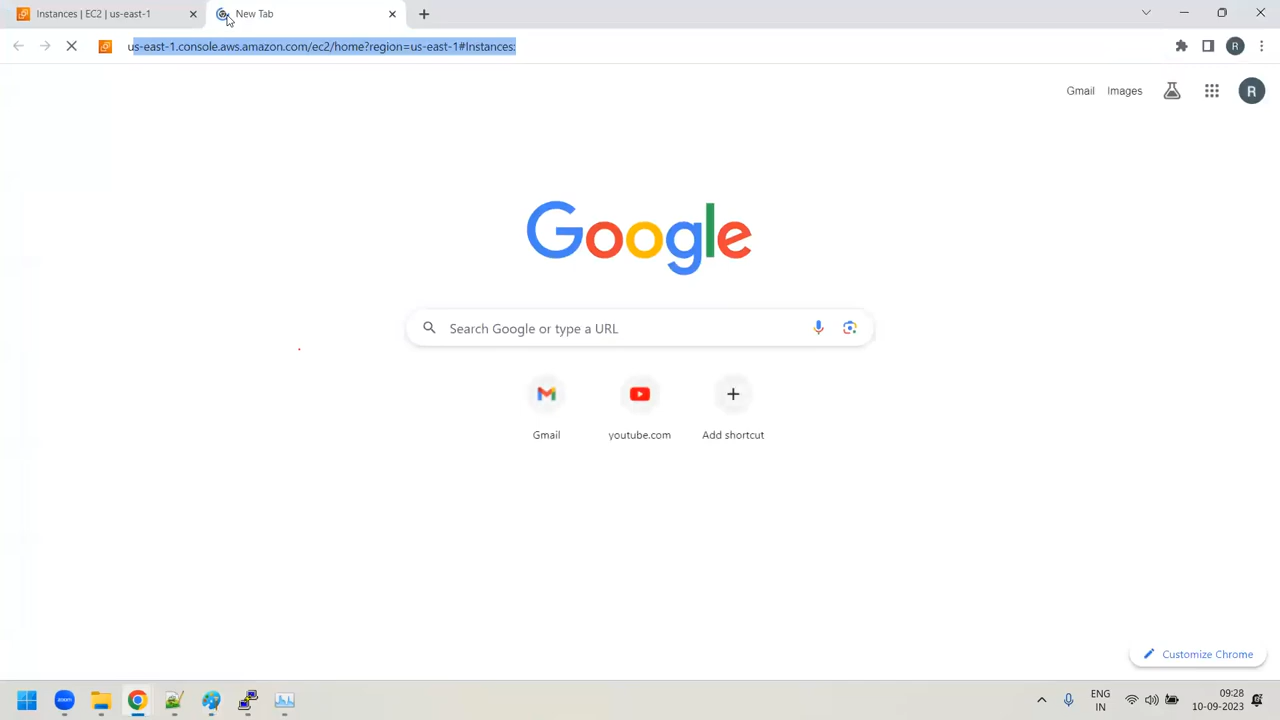 Instances | EC2 | us-east-1
New Tab
us-east-1.console.aws.amazon.com/ec2/home?region=us-east-1#Instances:
R
Gmail
Images
R
Google
Search Google or type a URL
Gmail
youtube.com
Add shortcut
Customize Chrome
zoom
ENG
IN
09:28
10-09-2023